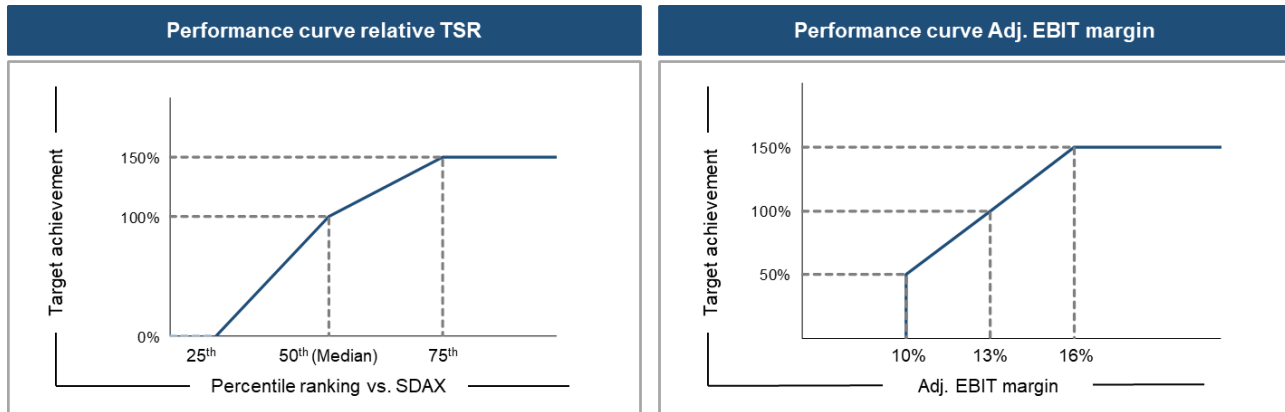 Performance curve relative TSR
Target achievement
150%
100%
0%
25th
50th (Median)
75th
Percentile ranking vs. SDAX
Performance curve Adj. EBIT margin
Target achievement
150%
100%
50%
10%
13%
16%
Adj. EBIT margin